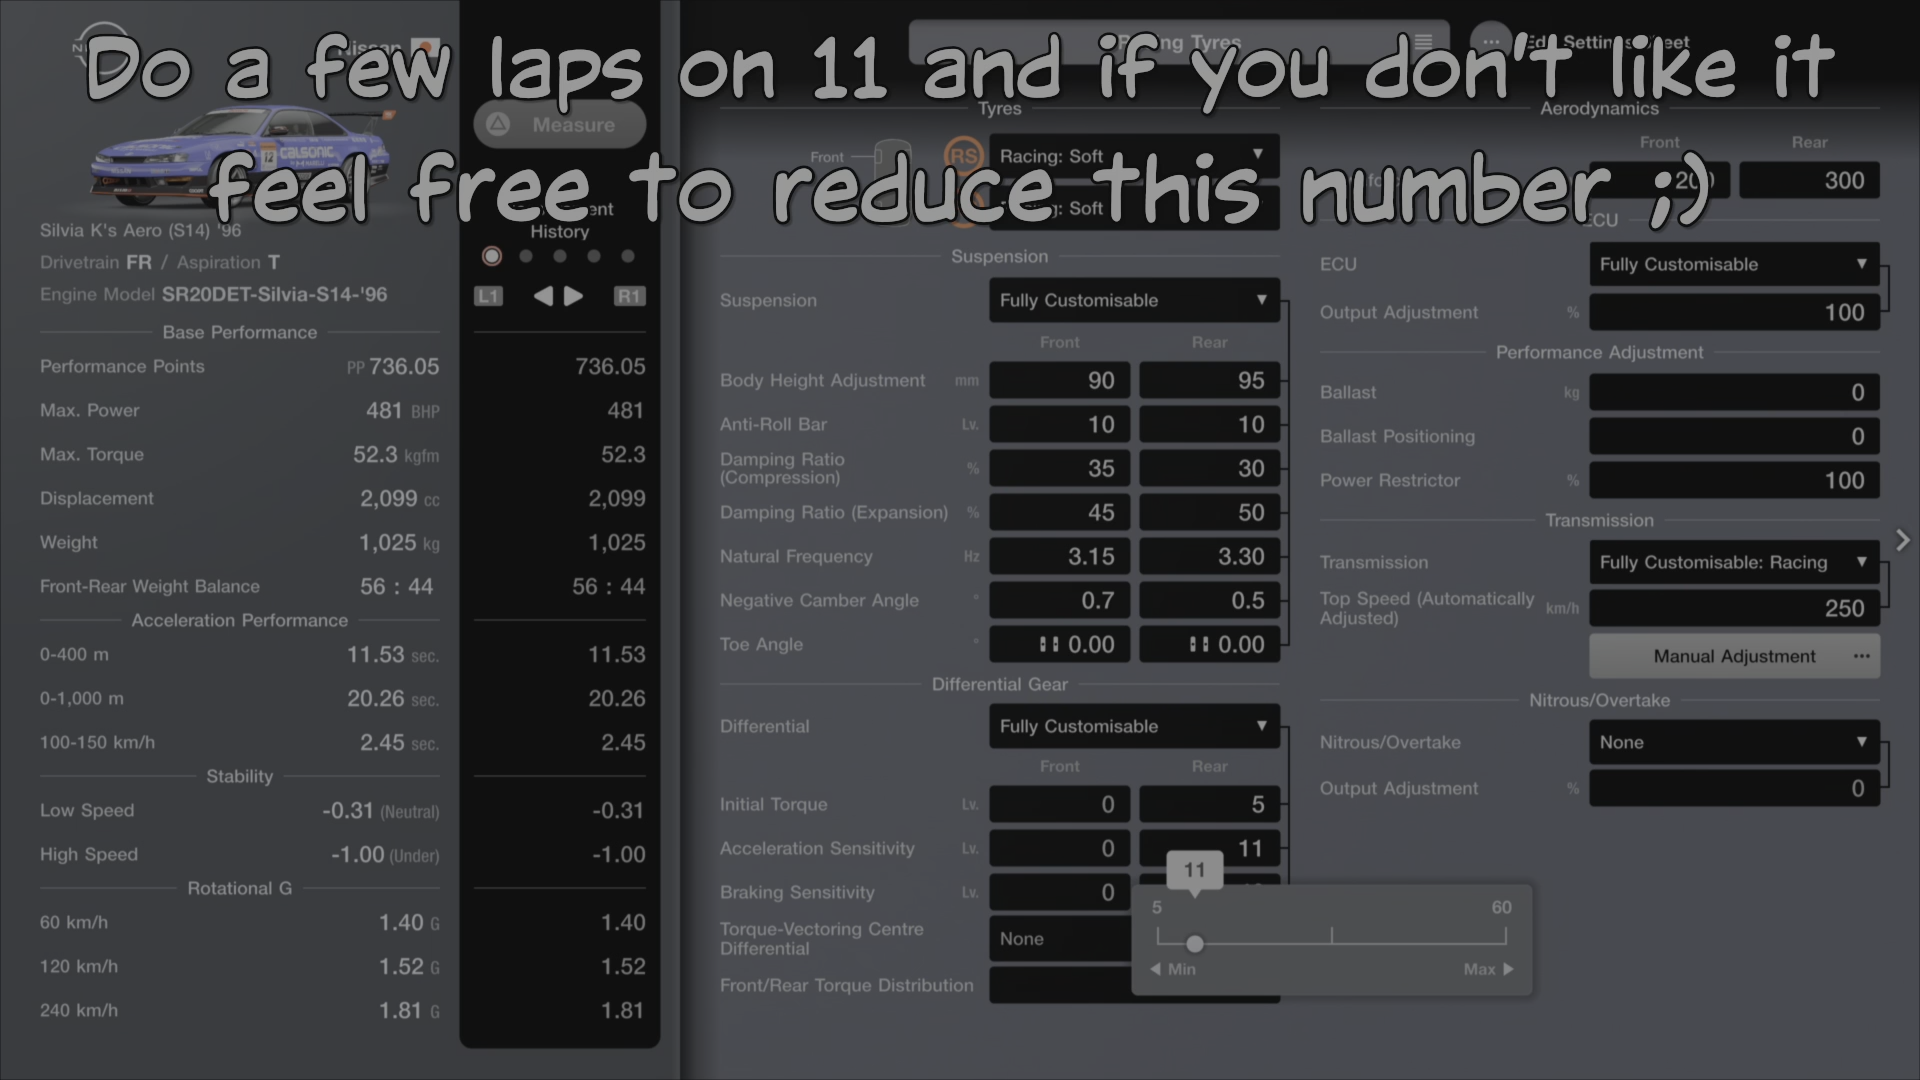 Do a few laps on 11 and if you don't like it
feel free to reduce this number ;)
Nissan
Silvia K's Aero (S14) '96
Drivetrain FR / Aspiration T
Engine Model SR20DET-Silvia-S14-'96
Base Performance
Performance Points PP 736.05
Max. Power 481 BHP
Max. Torque 52.3 kgfm
Displacement 2,099 cc
Weight 1,025 kg
Front-Rear Weight Balance 56 : 44
Acceleration Performance
0-400 m 11.53 sec.
0-1,000 m 20.26 sec.
100-150 km/h 2.45 sec.
Stability
Low Speed -0.31 (Neutral)
High Speed -1.00 (Under)
Rotational G
60 km/h 1.40 G
120 km/h 1.52 G
240 km/h 1.81 G
Measure
History
L1 R1
736.05
481
52.3
2,099
1,025
56 : 44
11.53
20.26
2.45
-0.31
-1.00
1.40
1.52
1.81
Tyres
Edit Settings Sheet
Tyres
Front RS Racing: Soft
Soft
Suspension
Suspension Fully Customisable
Front Rear
Body Height Adjustment mm 90 95
Anti-Roll Bar Lv. 10 10
Damping Ratio
(Compression) % 35 30
Damping Ratio (Expansion) % 45 50
Natural Frequency Hz 3.15 3.30
Negative Camber Angle ° 0.7 0.5
Toe Angle ° 0.00 0.00
Differential Gear
Differential Fully Customisable
Front Rear
Initial Torque Lv. 0 5
Acceleration Sensitivity Lv. 0 11
Braking Sensitivity Lv. 0
Torque-Vectoring Centre
Differential None
Front/Rear Torque Distribution
11
5 60
Min Max
Aerodynamics
Front Rear
200 300
ECU
ECU Fully Customisable
Output Adjustment % 100
Performance Adjustment
Ballast kg 0
Ballast Positioning 0
Power Restrictor % 100
Transmission
Transmission Fully Customisable: Racing
Top Speed (Automatically
Adjusted) km/h 250
Manual Adjustment ...
Nitrous/Overtake
Nitrous/Overtake None
Output Adjustment % 0